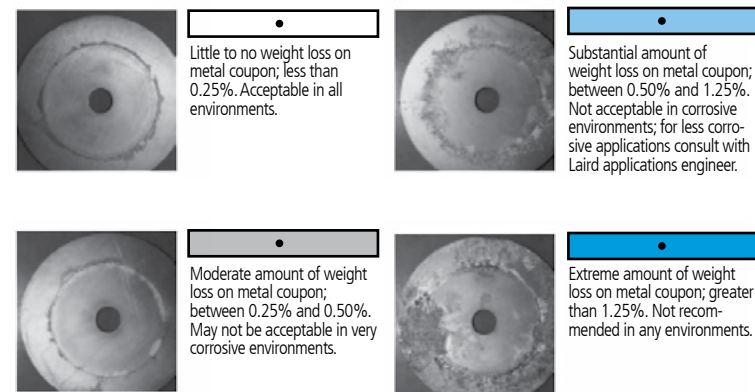 Little to no weight loss on
metal coupon; less than
0.25%. Acceptable in all
environments.
Substantial amount of
weight loss on metal coupon;
between 0.50% and 1.25%.
Not acceptable in corrosive
environments; for less corro-
sive applications consult with
Laird applications engineer.
Moderate amount of weight
loss on metal coupon;
between 0.25% and 0.50%.
May not be acceptable in very
corrosive environments.
Extreme amount of weight
loss on metal coupon; greater
than 1.25%. Not recom-
mended in any environments.